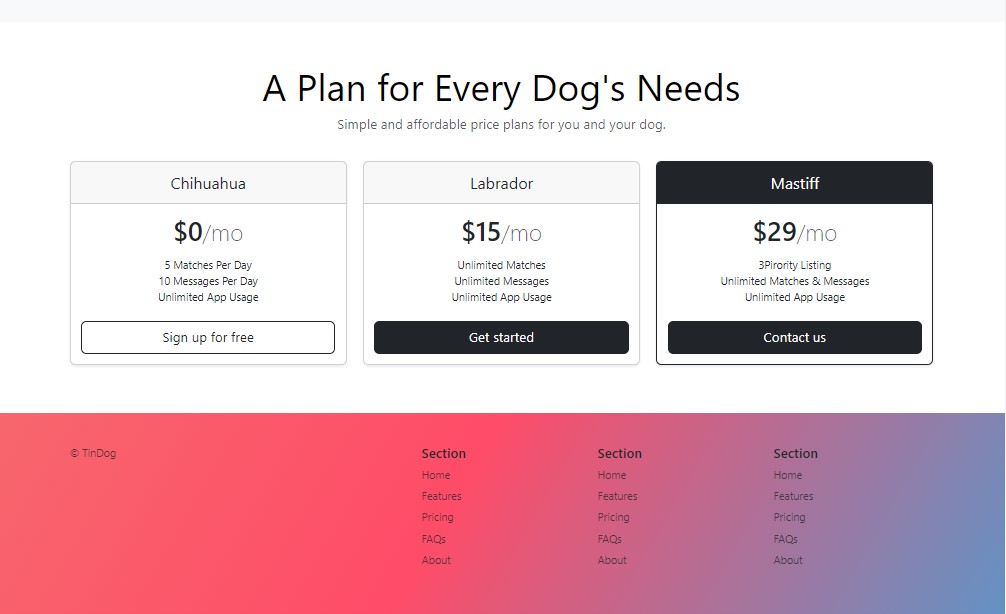 A Plan for Every Dog's Needs
Simple and affordable price plans for you and your dog.
Chihuahua
$0/mo
5 Matches Per Day
10 Messages Per Day
Unlimited App Usage
Sign up for free
Labrador
$15/mo
Unlimited Matches
Unlimited Messages
Unlimited App Usage
Get started
Mastiff
$29/mo
3Pirority Listing
Unlimited Matches & Messages
Unlimited App Usage
Contact us
© TinDog
Section
Home
Features
Pricing
FAQs
About
Section
Home
Features
Pricing
FAQs
About
Section
Home
Features
Pricing
FAQs
About